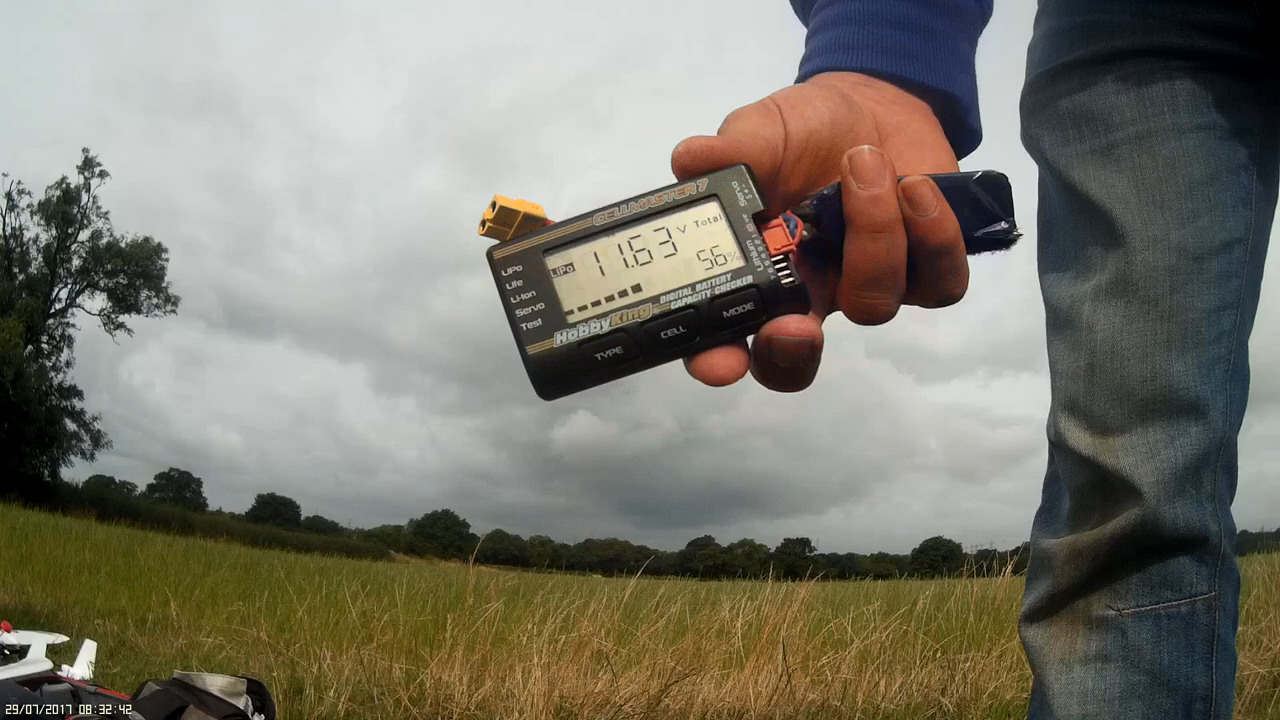 CELLMASTER 7
Servo
LiPo
Life
Li-ion
Servo
Test
LiPo
11.63 V Total
56%
HobbyKing
DIGITAL BATTERY
CAPACITY CHECKER
TYPE
CELL
MODE
29/07/2017 08:32:42